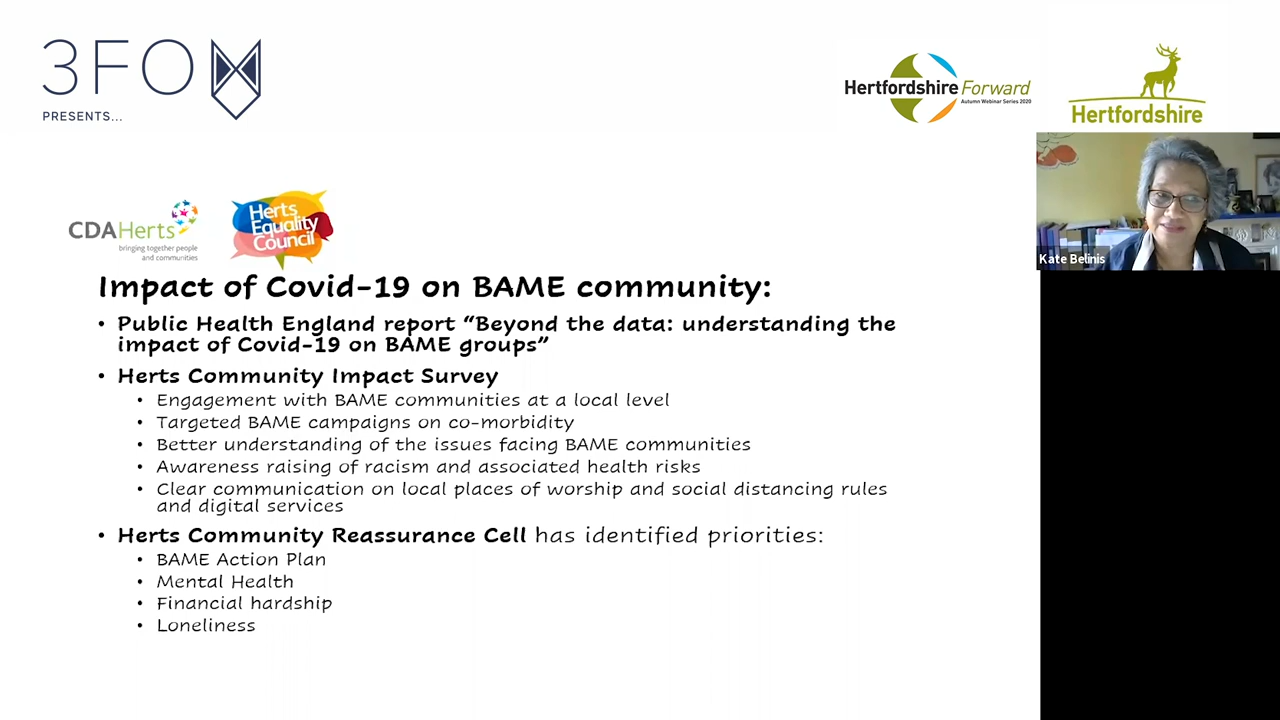 3FOX
PRESENTS...
Hertfordshire Forward
Autumn Webinar Series 2020
Hertfordshire
CDAHerts
bringing together people
and communities
Herts
Equality
Council
Kate Belinis
Impact of Covid-19 on BAME community:
• Public Health England report “Beyond the data: understanding the
impact of Covid-19 on BAME groups”
• Herts Community Impact Survey
• Engagement with BAME communities at a local level
• Targeted BAME campaigns on co-morbidity
• Better understanding of the issues facing BAME communities
• Awareness raising of racism and associated health risks
• Clear communication on local places of worship and social distancing rules
and digital services
• Herts Community Reassurance Cell has identified priorities:
• BAME Action Plan
• Mental Health
• Financial hardship
• Loneliness